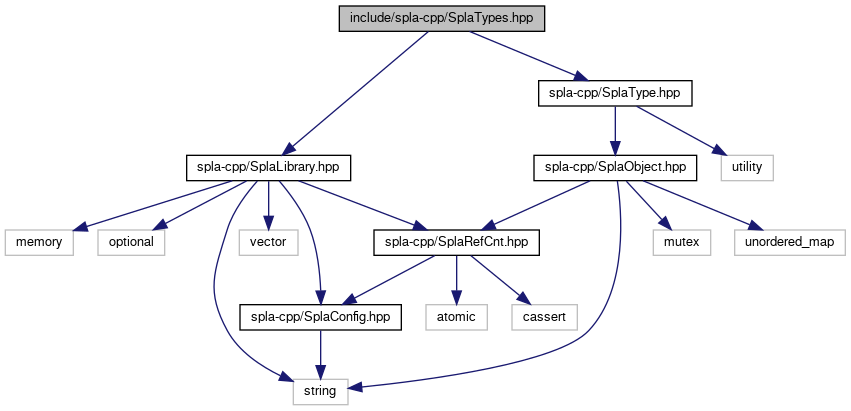 include/spla-cpp/SplaTypes.hpp
spla-cpp/SplaType.hpp
spla-cpp/SplaLibrary.hpp
spla-cpp/SplaObject.hpp
utility
memory
optional
vector
spla-cpp/SplaRefCnt.hpp
mutex
unordered_map
spla-cpp/SplaConfig.hpp
atomic
cassert
string